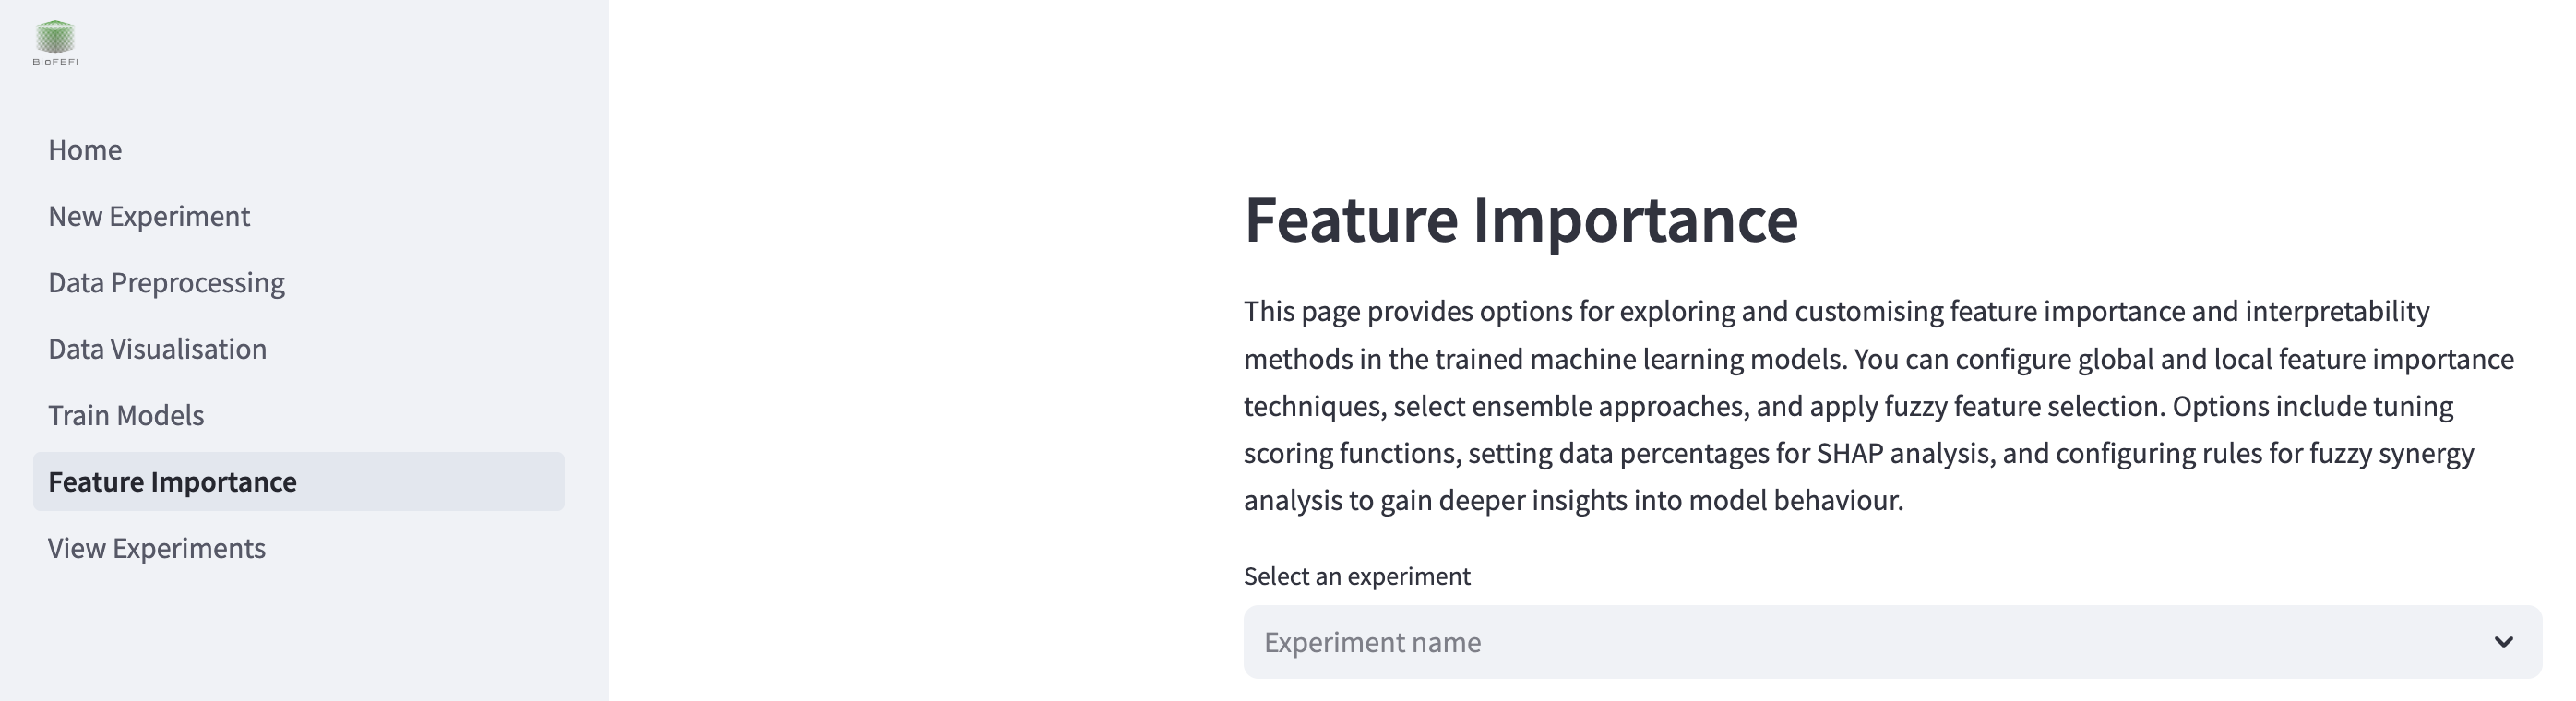 BioFEFI
Home
New Experiment
Data Preprocessing
Data Visualisation
Train Models
Feature Importance
View Experiments
Feature Importance
This page provides options for exploring and customising feature importance and interpretability
methods in the trained machine learning models. You can configure global and local feature importance
techniques, select ensemble approaches, and apply fuzzy feature selection. Options include tuning
scoring functions, setting data percentages for SHAP analysis, and configuring rules for fuzzy synergy
analysis to gain deeper insights into model behaviour.
Select an experiment
Experiment name